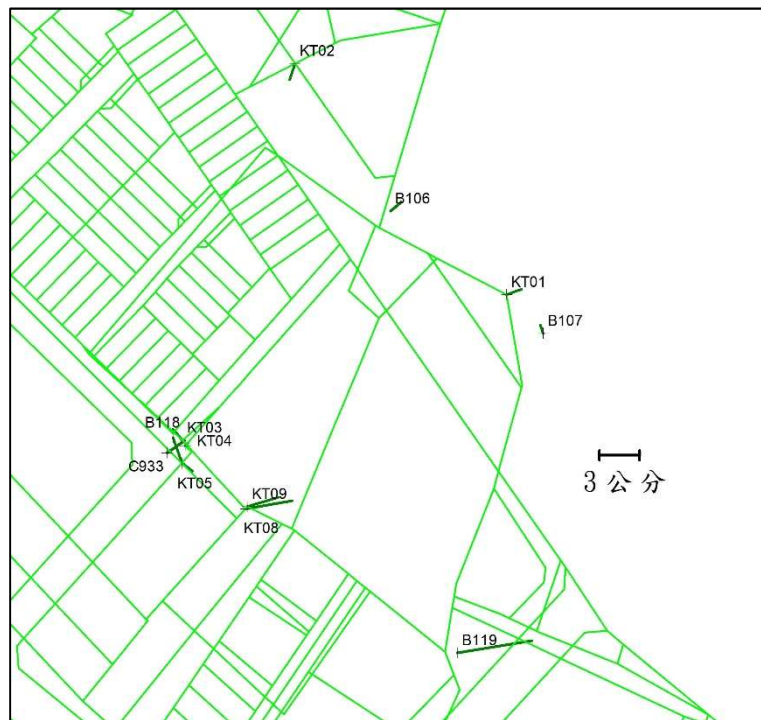 KT02
B106
KT01
B107
B118
KT03
KT04
C933
KT05
3公分
KT09
KT08
B119